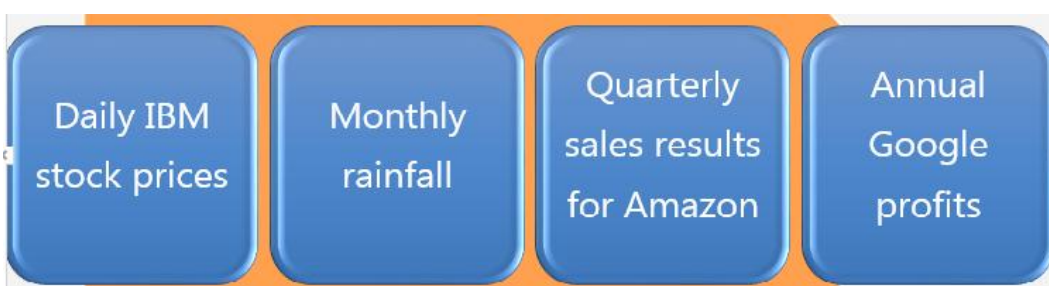 Daily IBM
stock prices
Monthly
rainfall
Quarterly
sales results
for Amazon
Annual
Google
profits